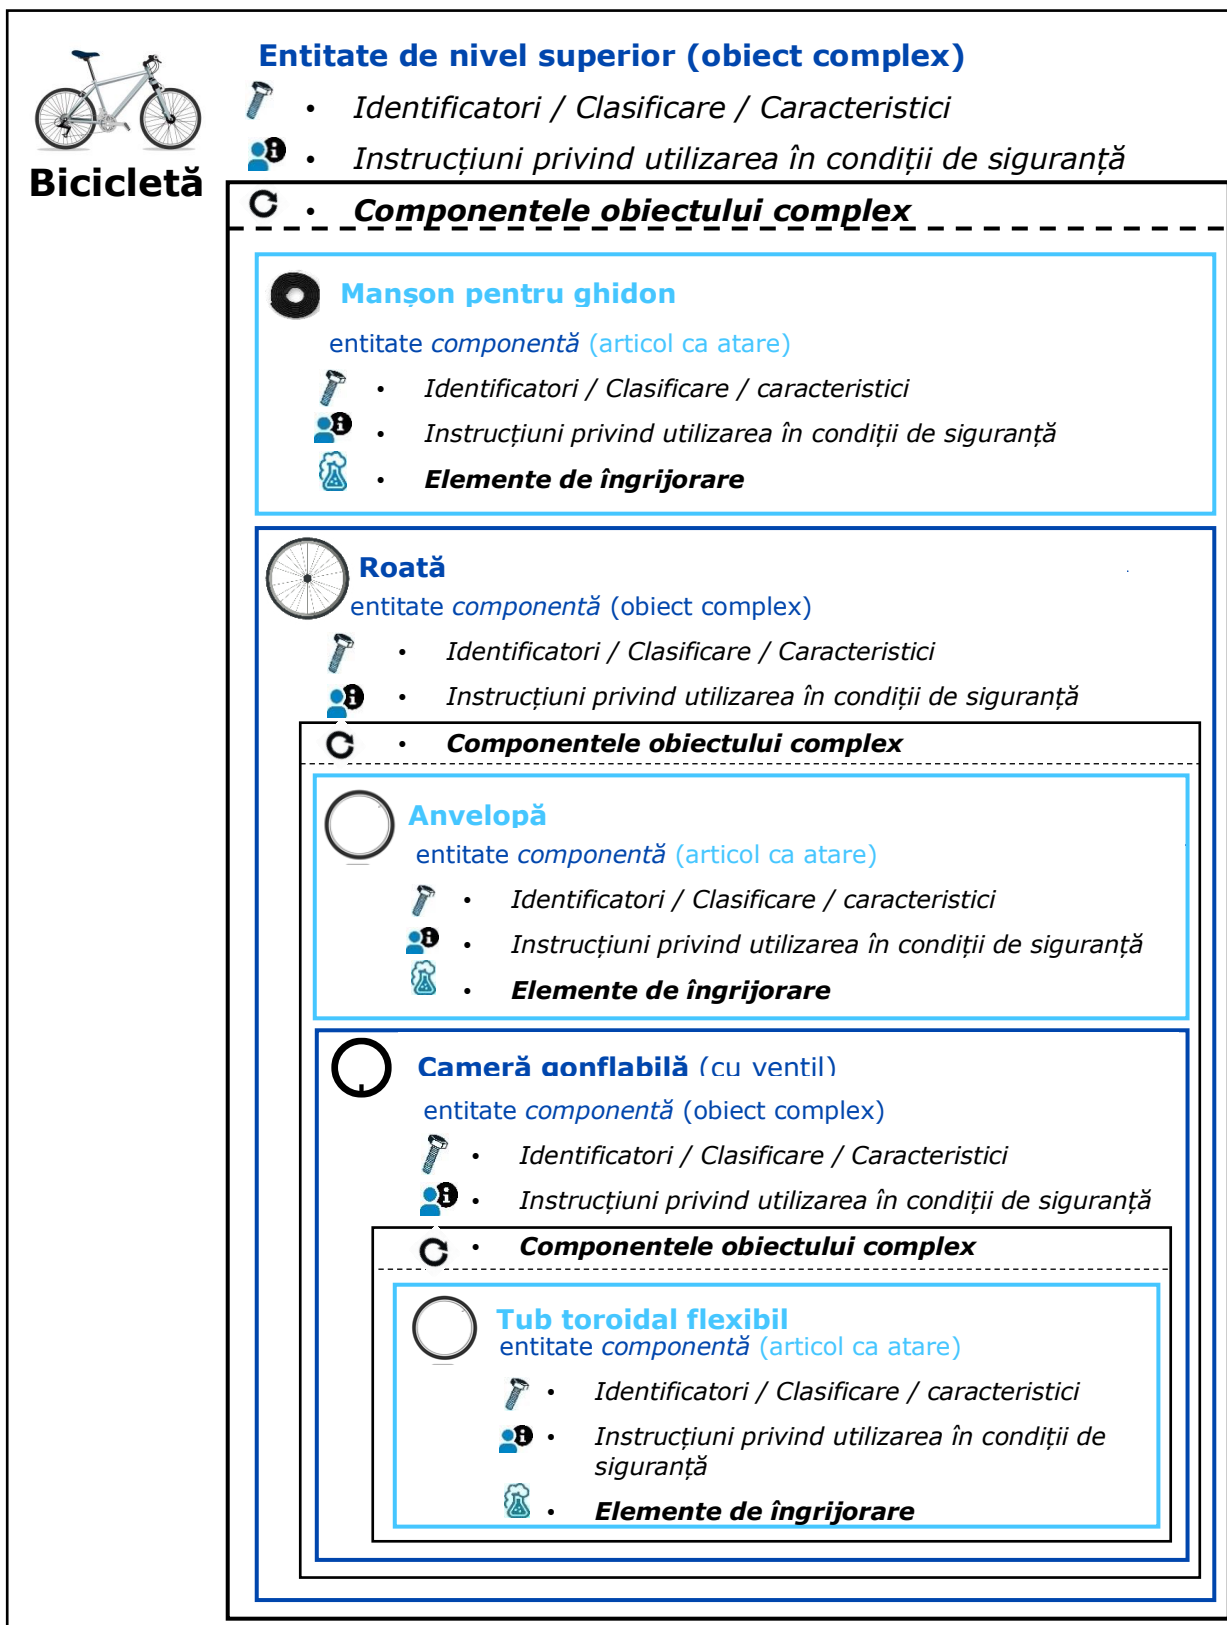 Entitate de nivel superior (obiect complex)
• Identificatori / Clasificare / Caracteristici
• Instrucțiuni privind utilizarea în condiții de siguranță
Bicicletă
• Componentele obiectului complex
Manșon pentru ghidon
entitate componentă (articol ca atare)
• Identificatori / Clasificare / caracteristici
• Instrucțiuni privind utilizarea în condiții de siguranță
• Elemente de îngrijorare
Roată
entitate componentă (obiect complex)
• Identificatori / Clasificare / Caracteristici
• Instrucțiuni privind utilizarea în condiții de siguranță
• Componentele obiectului complex
Anvelopă
entitate componentă (articol ca atare)
• Identificatori / Clasificare / caracteristici
• Instrucțiuni privind utilizarea în condiții de siguranță
• Elemente de îngrijorare
Cameră gonflabilă (cu ventil)
entitate componentă (obiect complex)
• Identificatori / Clasificare / Caracteristici
• Instrucțiuni privind utilizarea în condiții de siguranță
• Componentele obiectului complex
Tub toroidal flexibil
entitate componentă (articol ca atare)
• Identificatori / Clasificare / caracteristici
• Instrucțiuni privind utilizarea în condiții de
siguranță
• Elemente de îngrijorare